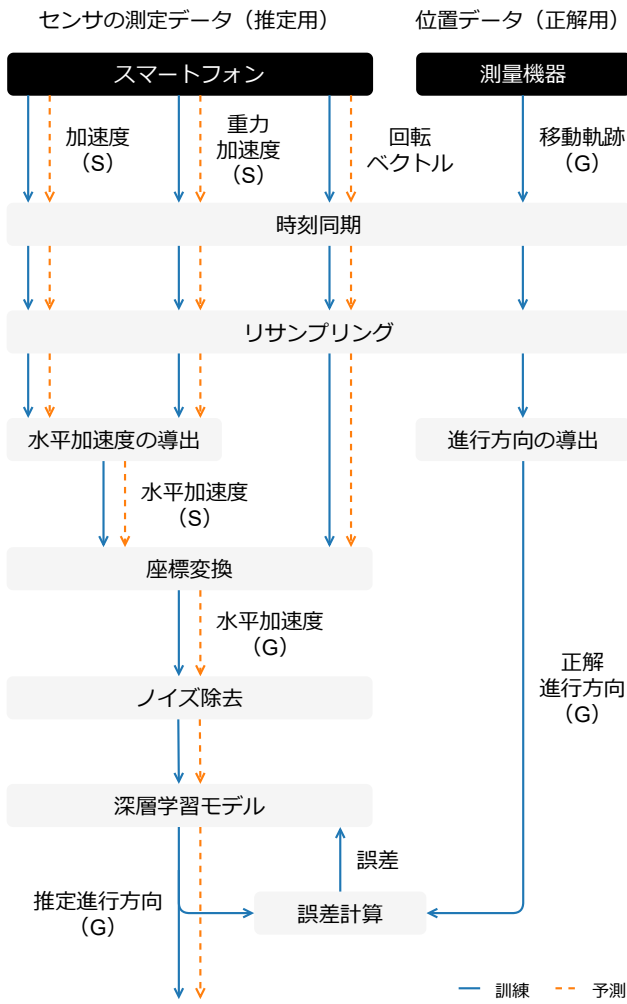 センサの測定データ（推定用）
位置データ（正解用）
スマートフォン
測量機器
加速度
（S）
重力
加速度
（S）
回転
ベクトル
移動軌跡
（G）
時刻同期
リサンプリング
水平加速度の導出
進行方向の導出
水平加速度
（S）
座標変換
水平加速度
（G）
正解
進行方向
（G）
ノイズ除去
深層学習モデル
誤差
推定進行方向
（G）
誤差計算
訓練
予測